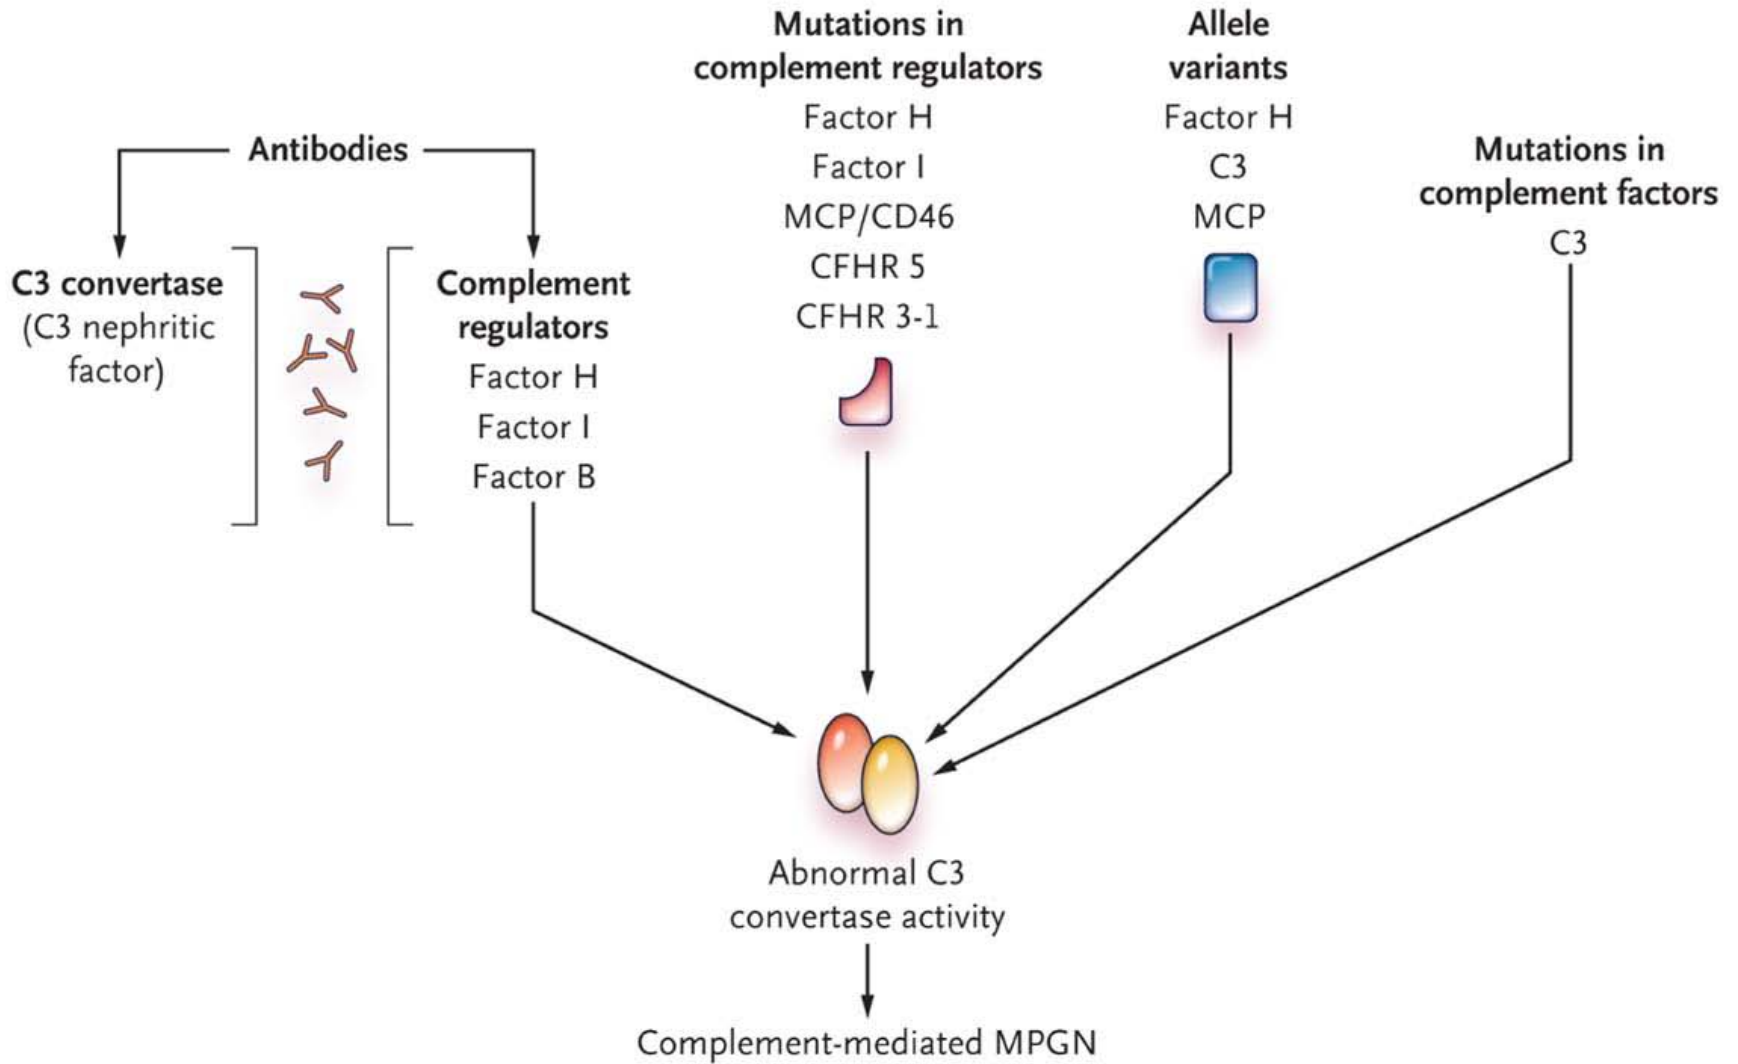 Antibodies
C3 convertase
(C3 nephritic
factor)
Complement
regulators
Factor H
Factor I
Factor B
Mutations in
complement regulators
Factor H
Factor I
MCP/CD46
CFHR 5
CFHR 3-1
Allele
variants
Factor H
C3
MCP
Mutations in
complement factors
C3
Abnormal C3
convertase activity
Complement-mediated MPGN